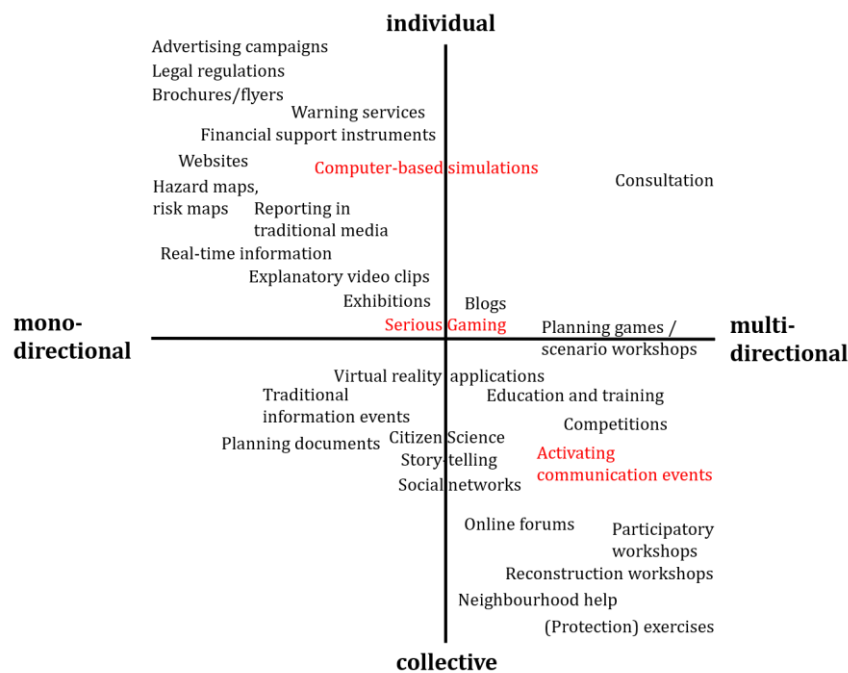 individual
Advertising campaigns
Legal regulations
Brochures/flyers
Warning services
Financial support instruments
Websites
Computer-based simulations
Consultation
Hazard maps,
risk maps
Reporting in
traditional media
Real-time information
Explanatory video clips
Exhibitions
Blogs
mono-
directional
Serious Gaming
Planning games /
scenario workshops
multi-
directional
Virtual reality applications
Traditional
information events
Education and training
Competitions
Planning documents
Citizen Science
Story-telling
Activating
communication events
Social networks
Online forums
Participatory
workshops
Reconstruction workshops
Neighbourhood help
(Protection) exercises
collective